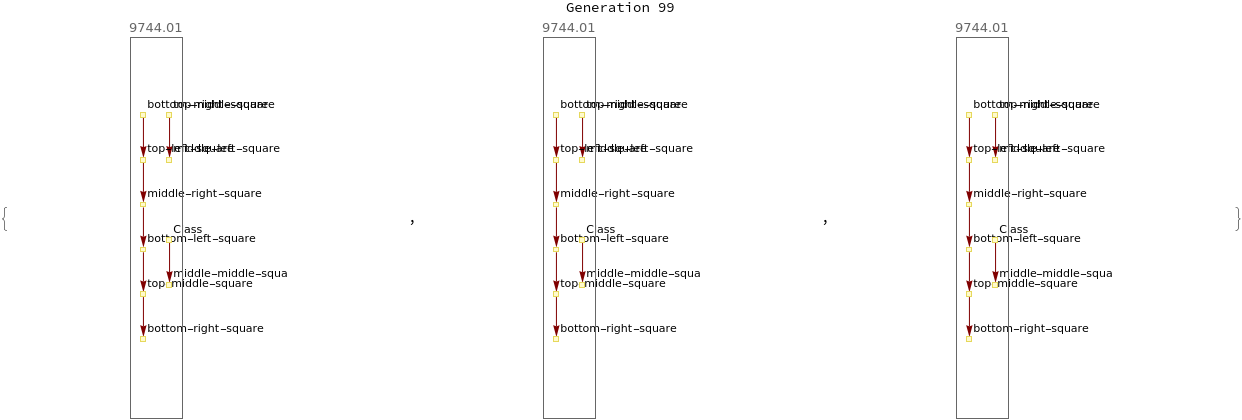 Generation 99
9744.01
bottom-middle-square
top-right-square
top-left-square
middle-left-square
middle-right-square
Class
bottom-left-square
middle-middle-squa
top-middle-square
bottom-right-square
,
9744.01
bottom-middle-square
top-right-square
top-left-square
middle-left-square
middle-right-square
Class
bottom-left-square
middle-middle-squa
top-middle-square
bottom-right-square
,
9744.01
bottom-middle-square
top-right-square
top-left-square
middle-left-square
middle-right-square
Class
bottom-left-square
middle-middle-squa
top-middle-square
bottom-right-square